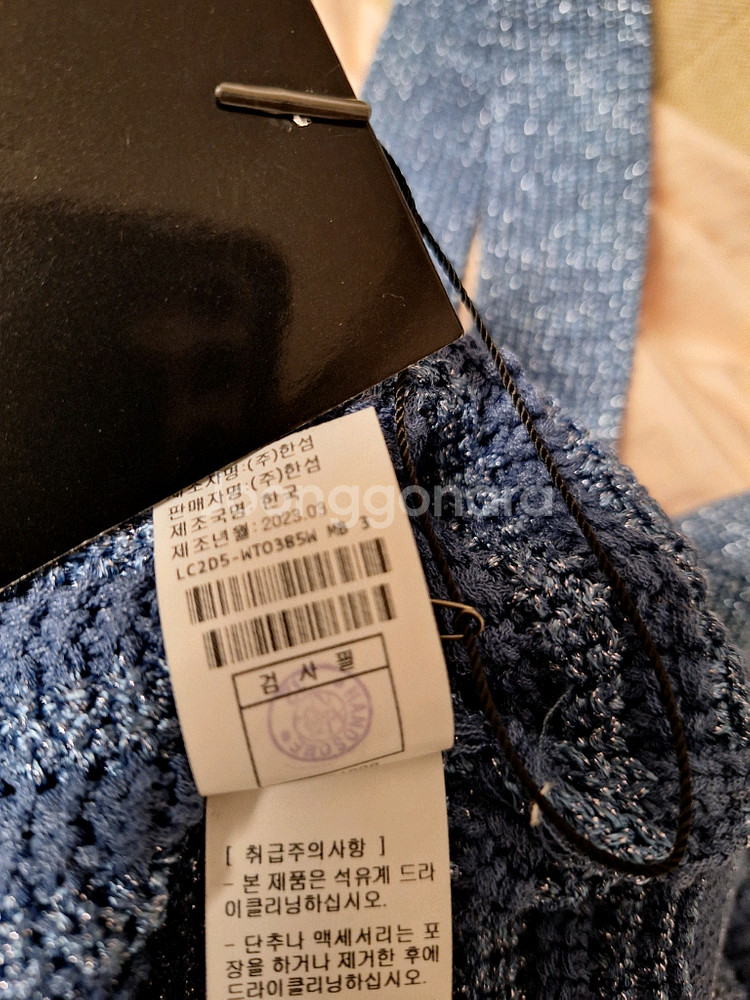 제조자명:(주)한섬
판매자명:(주)한섬
제조국명:한국
제조년월:2023.03
LC2D5-WTO385W MB 3
검 사 필
HANDSOME
[ 취급주의사항 ]
- 본 제품은 석유계 드라
이클리닝하십시오.
- 단추나 액세서리는 포
장을 하거나 제거한 후에
드라이클리닝하십시오.
joonggonara